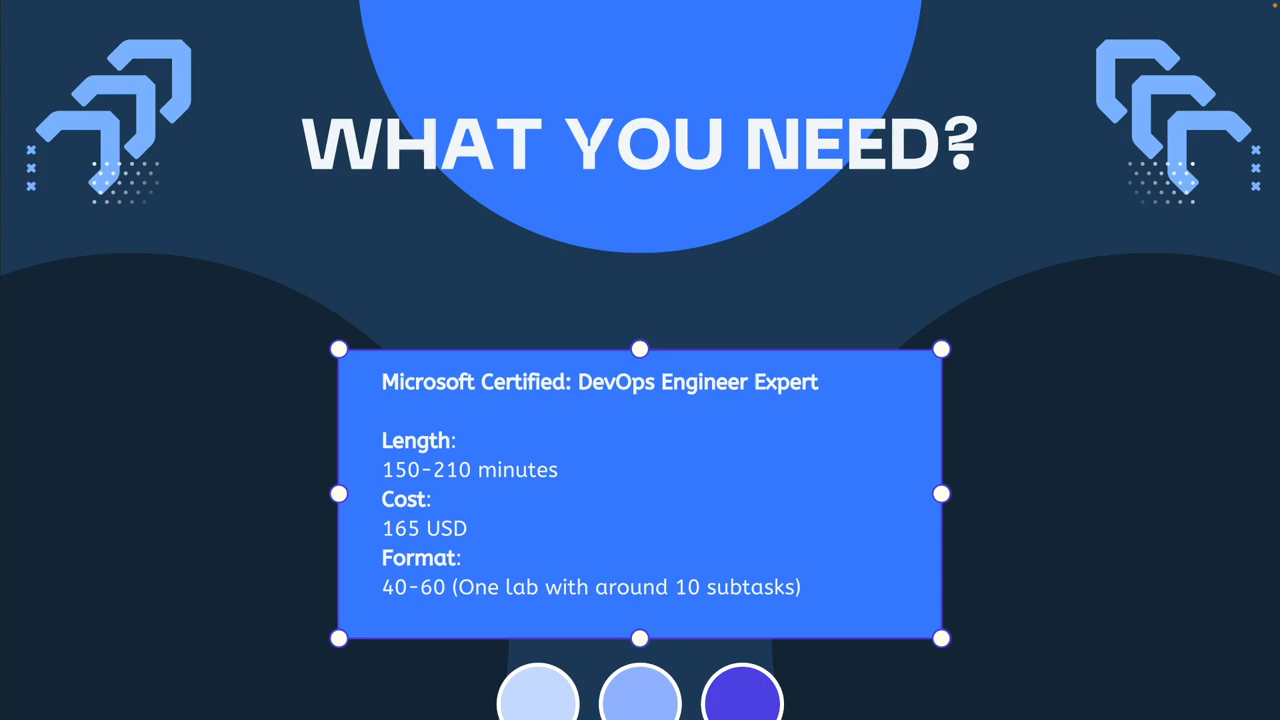 WHAT YOU NEED?
Microsoft Certified: DevOps Engineer Expert
Length:
150-210 minutes
Cost:
165 USD
Format:
40-60 (One lab with around 10 subtasks)